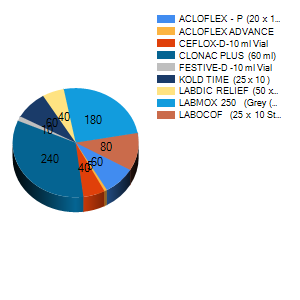 ACLOFLEX - P (20 x 1...
ACLOFLEX ADVANCE
CEFLOX-D-10 ml Vial
CLONAC PLUS (60 ml)
FESTIVE-D -10 ml Vial
KOLD TIME (25 x 10 )
LABDIC RELIEF (50 x...
LABMOX 250 (Grey (...
LABOCOF (25 x 10 St...
40
180
60
10
80
240
60
40